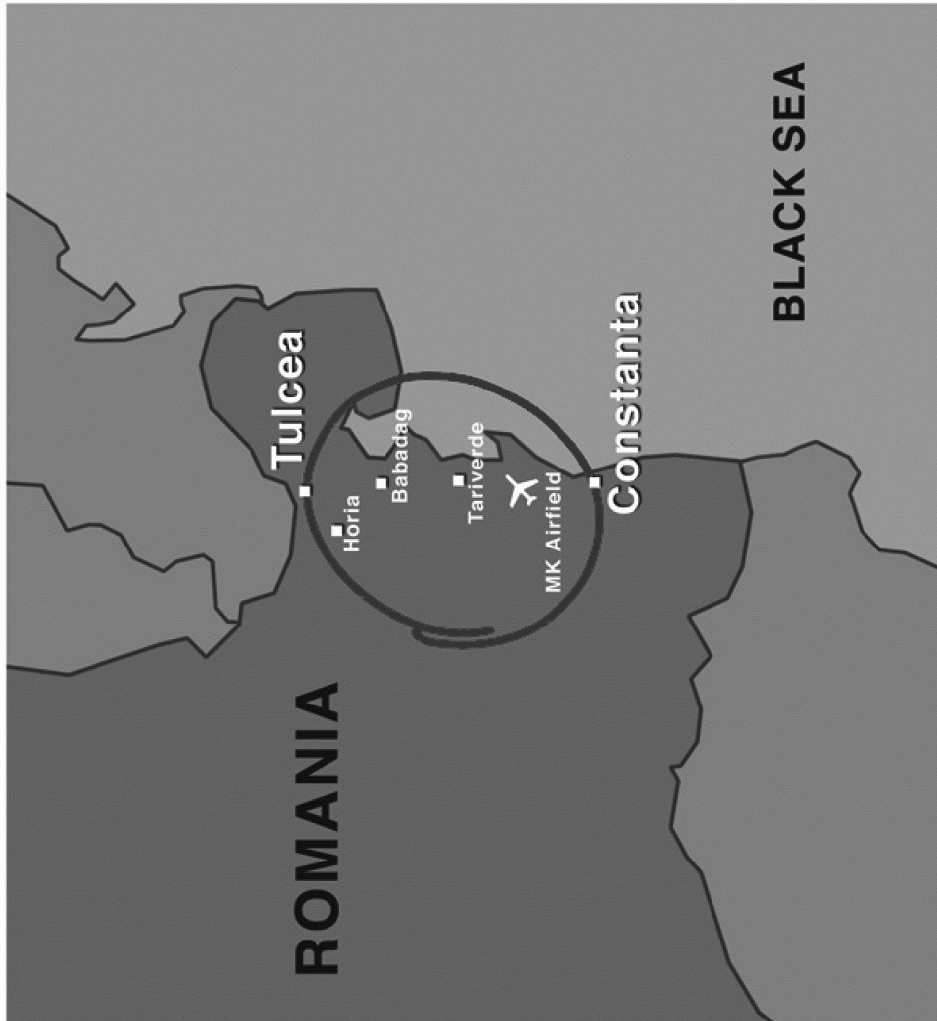 ROMANIA
Tulcea
Horia
Babadag
Tariverde
MK Airfield
Constanta
BLACK SEA